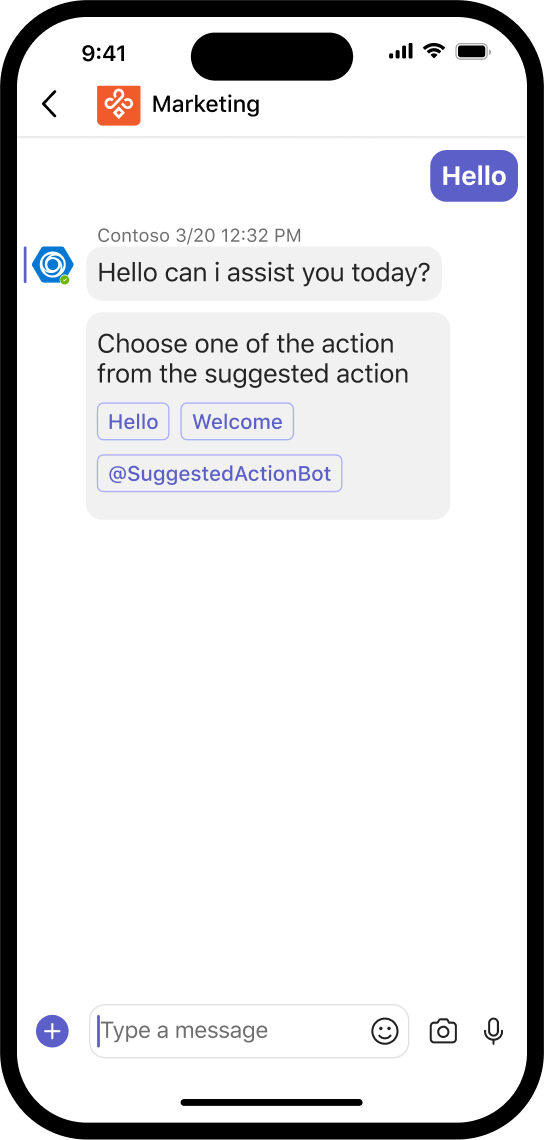 9:41
Marketing
Hello
Contoso 3/20 12:32 PM
Hello can i assist you today?
Choose one of the action
from the suggested action
Hello Welcome
@SuggestedActionBot
Type a message